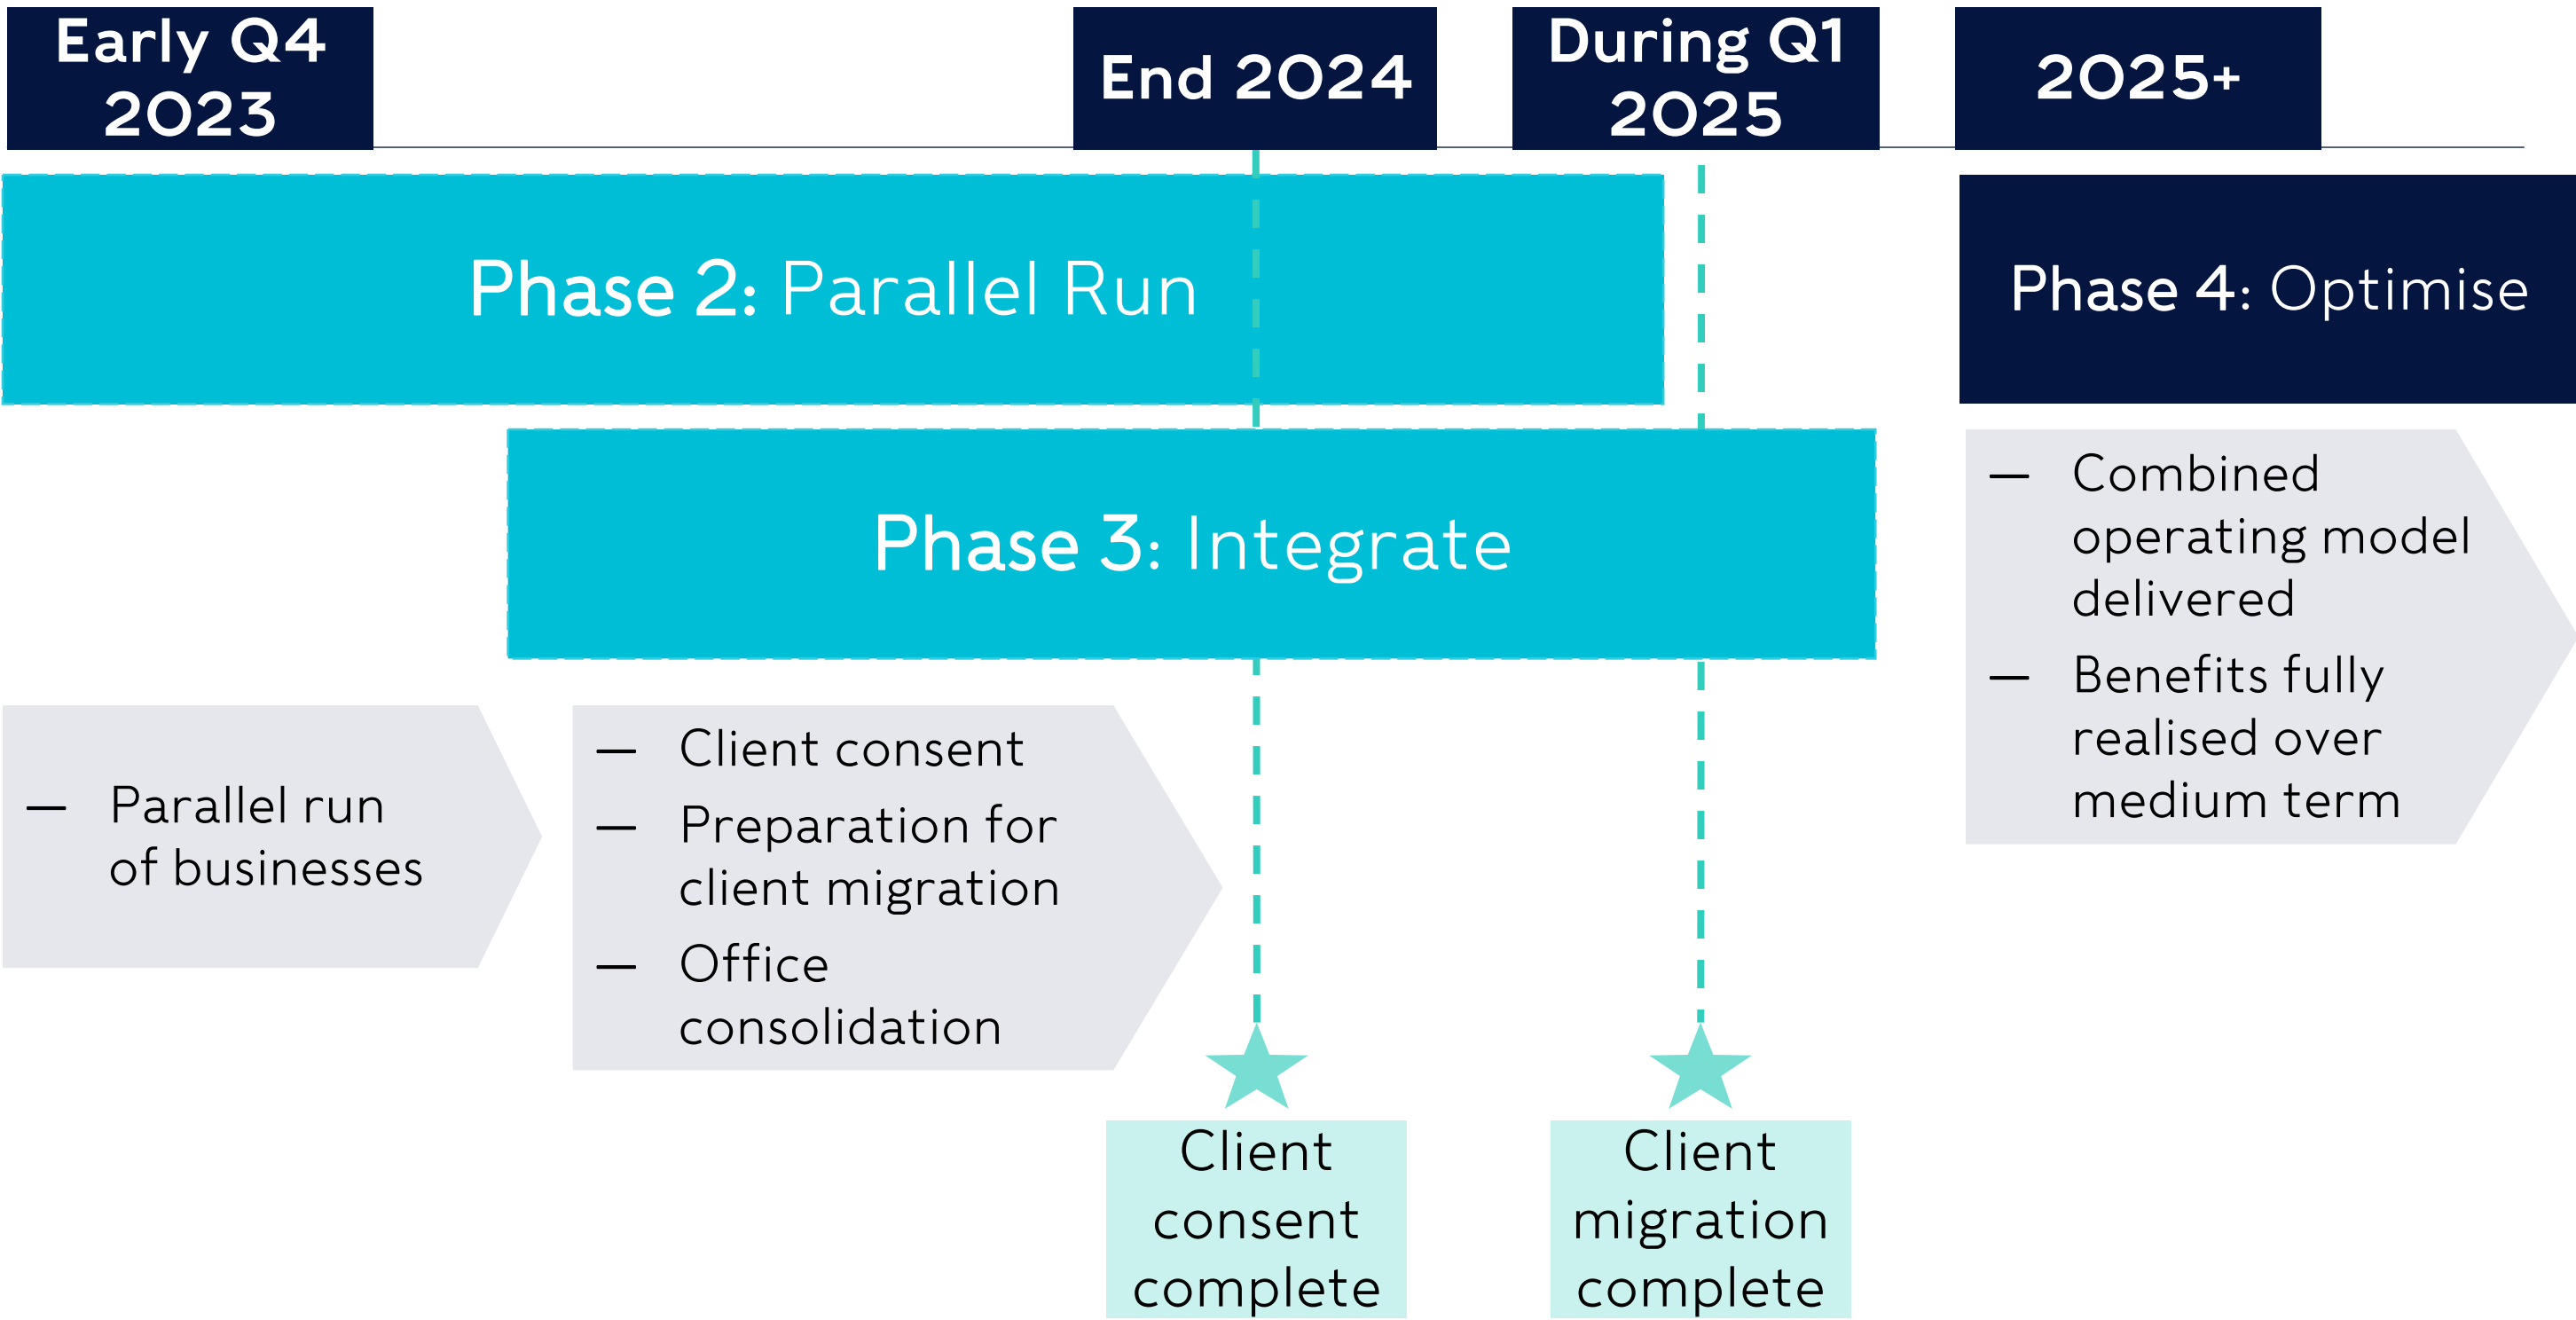 Early Q4
2023
End 2024
During Q1
2025
2025+
Phase 2: Parallel Run
Phase 4: Optimise
Phase 3: Integrate
— Parallel run
of businesses
— Client consent
— Preparation for
client migration
— Office
consolidation
— Combined
operating model
delivered
— Benefits fully
realised over
medium term
Client
consent
complete
Client
migration
complete